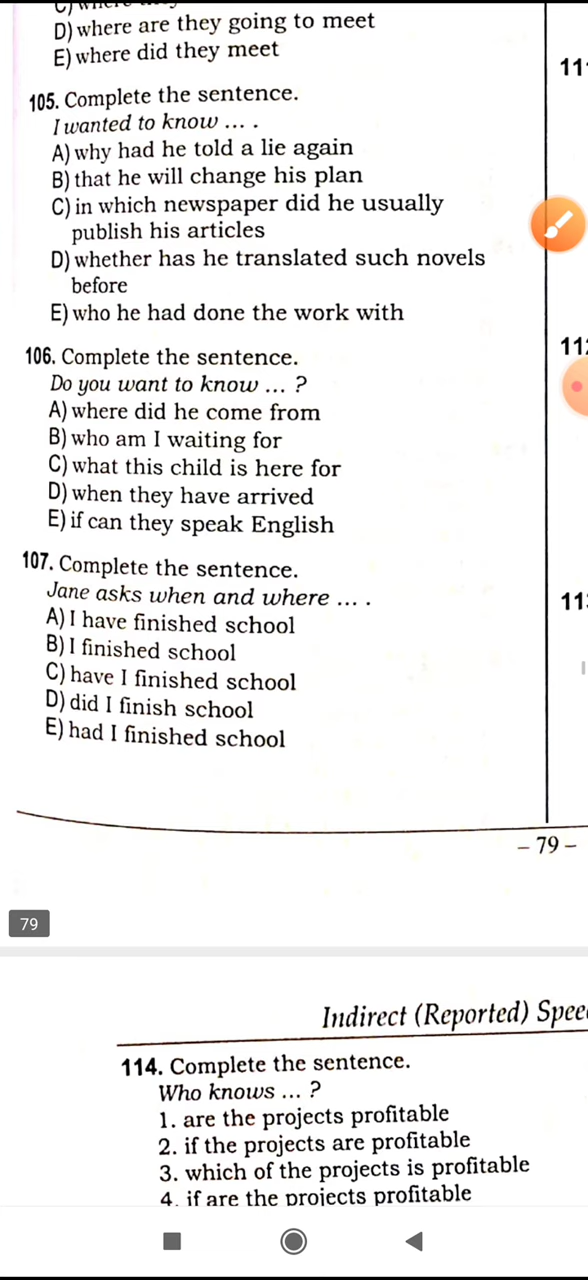 D) where are they going to meet
E) where did they meet
105. Complete the sentence.
I wanted to know ... .
A) why had he told a lie again
B) that he will change his plan
C) in which newspaper did he usually
publish his articles
D) whether has he translated such novels
before
E) who he had done the work with
106. Complete the sentence.
Do you want to know ... ?
A) where did he come from
B) who am I waiting for
C) what this child is here for
D) when they have arrived
E) if can they speak English
107. Complete the sentence.
Jane asks when and where ... .
A) I have finished school
B) I finished school
C) have I finished school
D) did I finish school
E) had I finished school
– 79 –
79
Indirect (Reported)
114. Complete the sentence.
Who knows ... ?
1. are the projects profitable
2. if the projects are profitable
3. which of the projects is profitable
4. if are the projects profitable